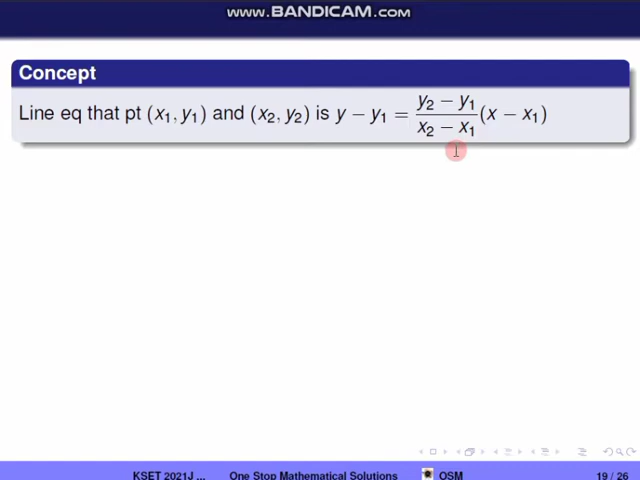 www.BANDICAM.com
Concept
Line eq that pt (x₁, y₁) and (x₂, y₂) is y − y₁ = \frac{y₂ − y₁}{x₂ − x₁}(x − x₁)
KSET 2021J ... One Stop Mathematical Solutions OSM 19 / 26